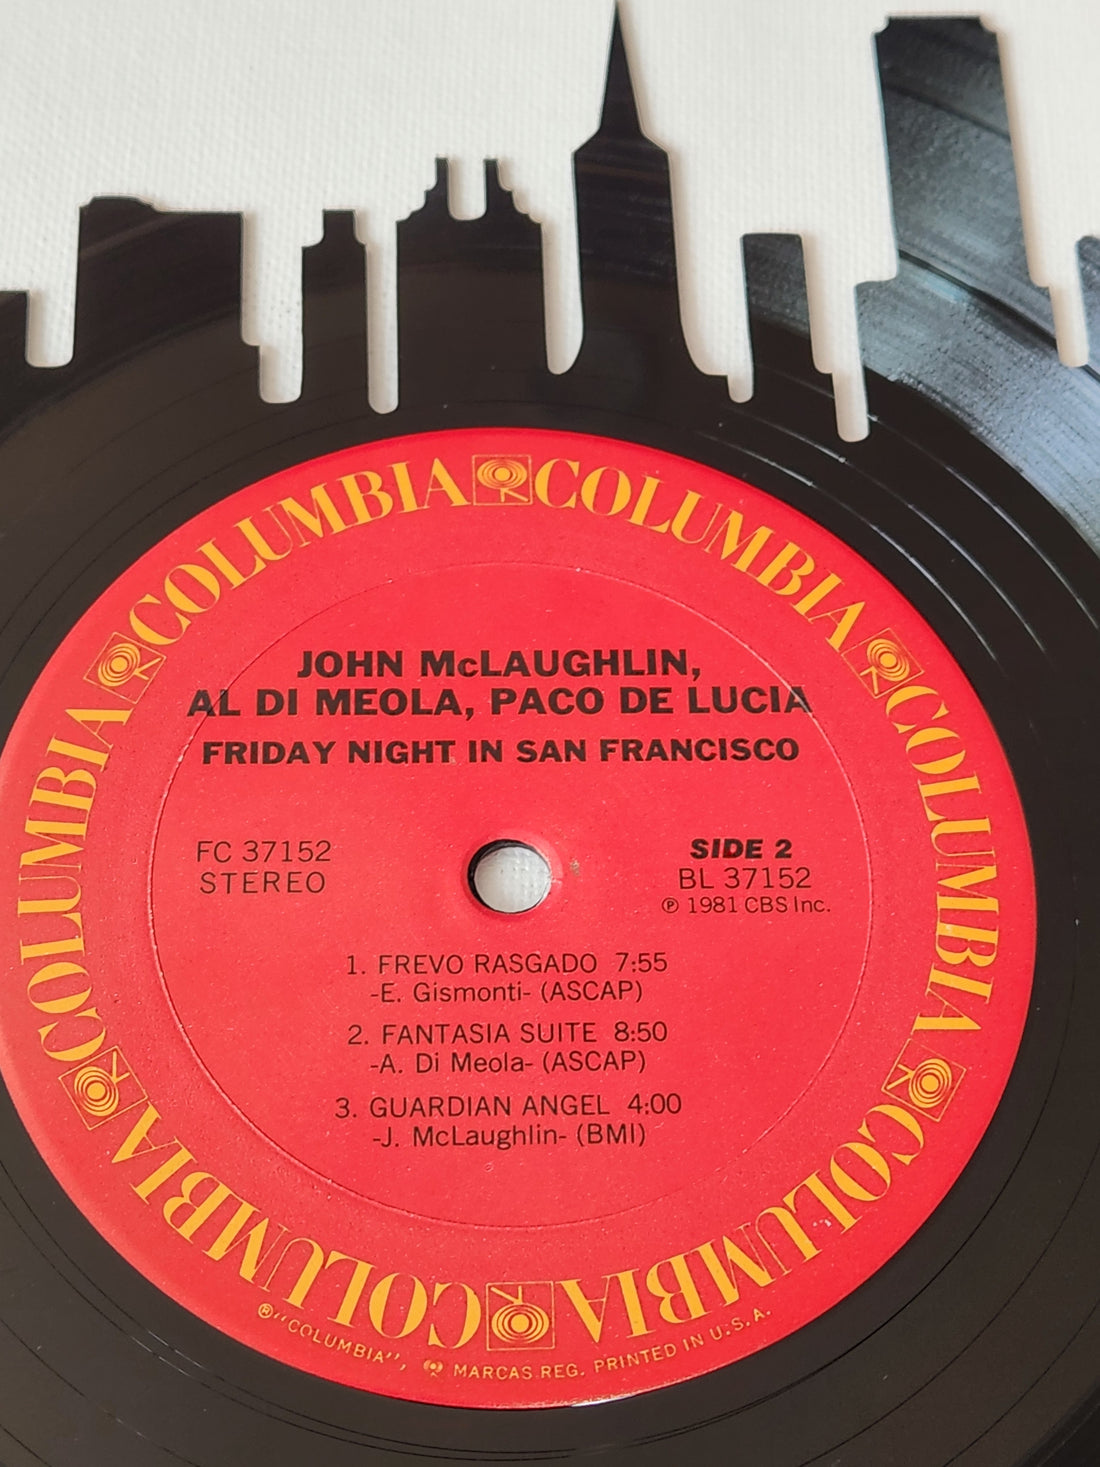 COLUMBIA COLUMBIA COLUMBIA COLUMBIA COLUMBIA COLUMBIA
JOHN McLAUGHLIN,
AL DI MEOLA, PACO DE LUCIA
FRIDAY NIGHT IN SAN FRANCISCO
FC 37152
STEREO
SIDE 2
BL 37152
℗ 1981 CBS Inc.
1. FREVO RASGADO 7:55
-E. Gismonti- (ASCAP)
2. FANTASIA SUITE 8:50
-A. Di Meola- (ASCAP)
3. GUARDIAN ANGEL 4:00
-J. McLaughlin- (BMI)
®"COLUMBIA", MARCAS REG. PRINTED IN U.S.A.